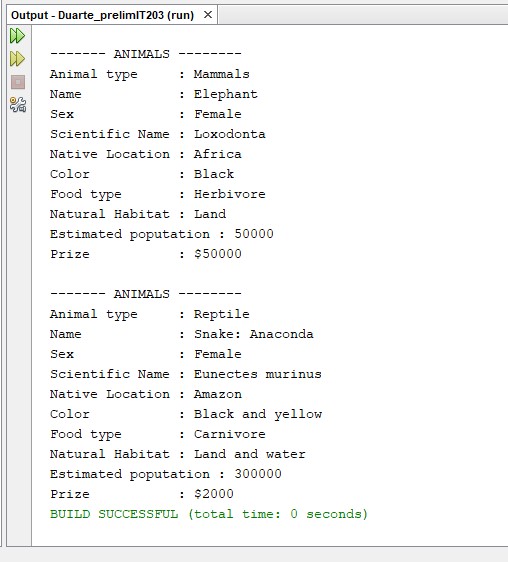 Output - Duarte_prelimIT203 (run) ×
------- ANIMALS --------
Animal type     : Mammals
Name            : Elephant
Sex             : Female
Scientific Name : Loxodonta
Native Location : Africa
Color           : Black
Food type       : Herbivore
Natural Habitat : Land
Estimated poputation : 50000
Prize           : $50000
------- ANIMALS --------
Animal type     : Reptile
Name            : Snake: Anaconda
Sex             : Female
Scientific Name : Eunectes murinus
Native Location : Amazon
Color           : Black and yellow
Food type       : Carnivore
Natural Habitat : Land and water
Estimated poputation : 300000
Prize           : $2000
BUILD SUCCESSFUL (total time: 0 seconds)